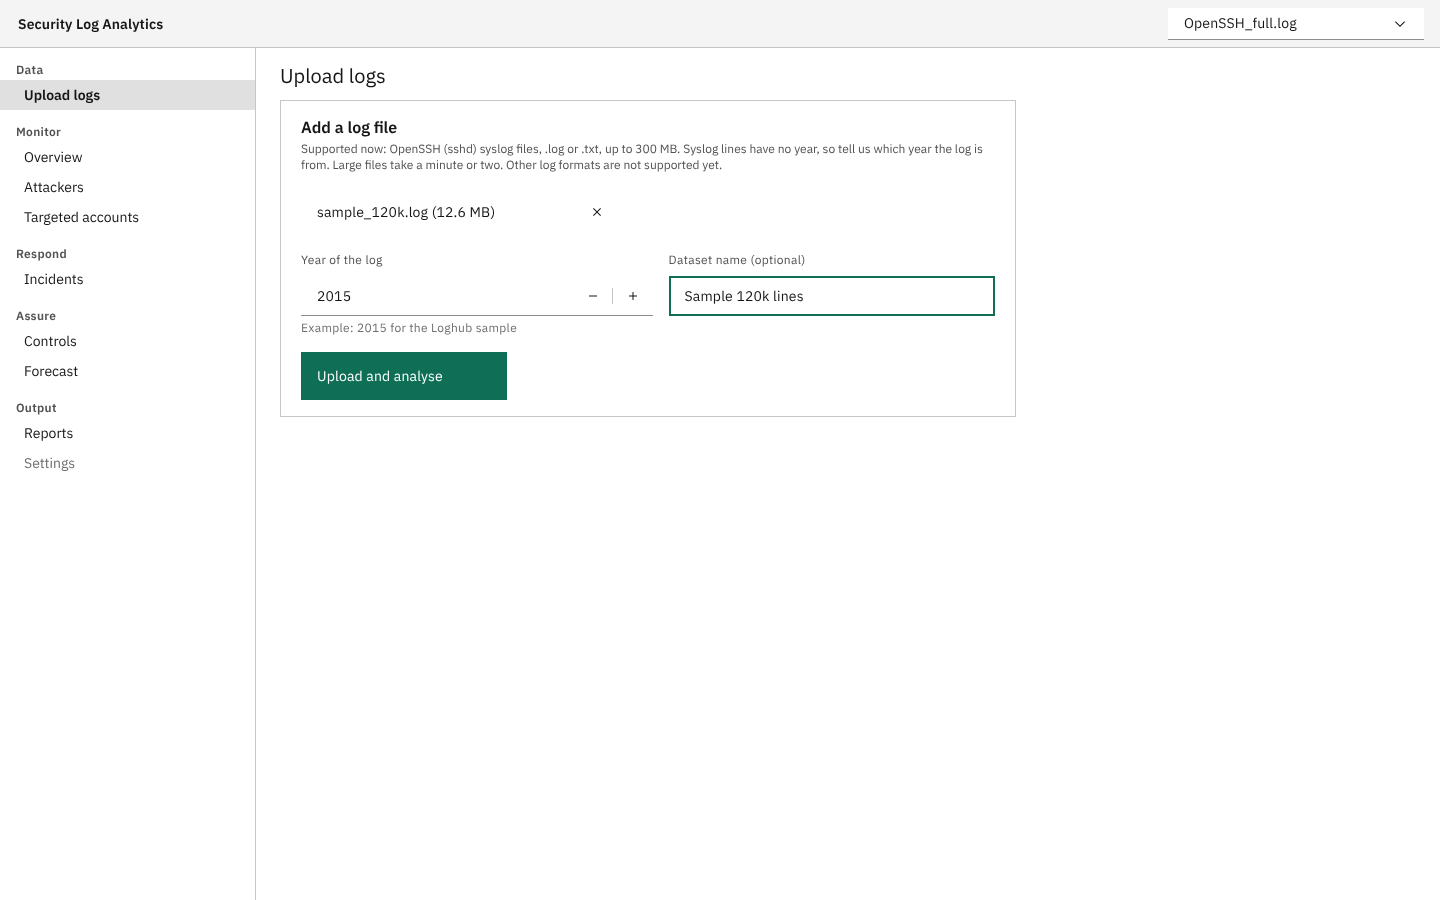 Security Log Analytics
OpenSSH_full.log
Data
Upload logs
Monitor
Overview
Attackers
Targeted accounts
Respond
Incidents
Assure
Controls
Forecast
Output
Reports
Settings
Upload logs
Add a log file
Supported now: OpenSSH (sshd) syslog files, .log or .txt, up to 300 MB. Syslog lines have no year, so tell us which year the log is
from. Large files take a minute or two. Other log formats are not supported yet.
sample_120k.log (12.6 MB)
Year of the log
2015
Example: 2015 for the Loghub sample
Dataset name (optional)
Sample 120k lines
Upload and analyse